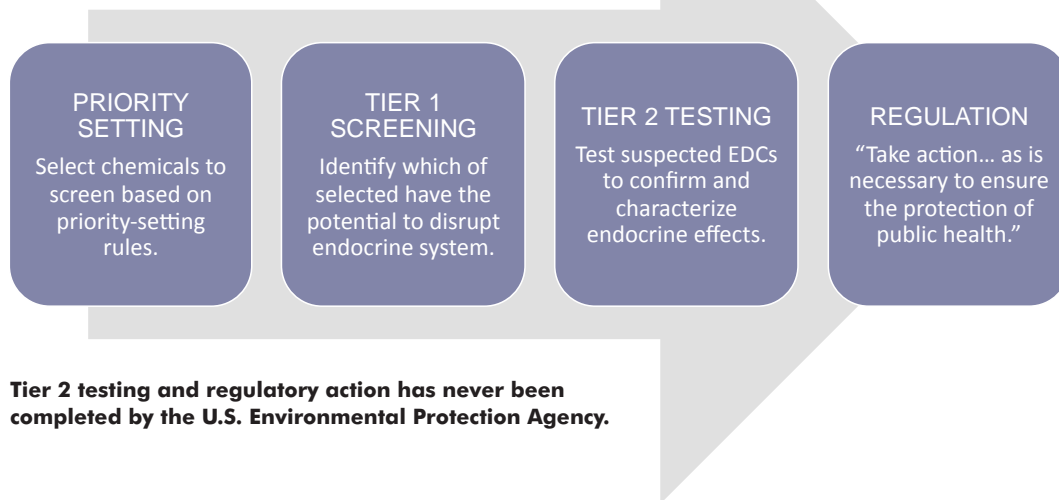 PRIORITY
SETTING
Select chemicals to
screen based on
priority-setting
rules.
TIER 1
SCREENING
Identify which of
selected have the
potential to disrupt
endocrine system.
TIER 2 TESTING
Test suspected EDCs
to confirm and
characterize
endocrine effects.
REGULATION
“Take action... as is
necessary to ensure
the protection of
public health.”
Tier 2 testing and regulatory action has never been
completed by the U.S. Environmental Protection Agency.